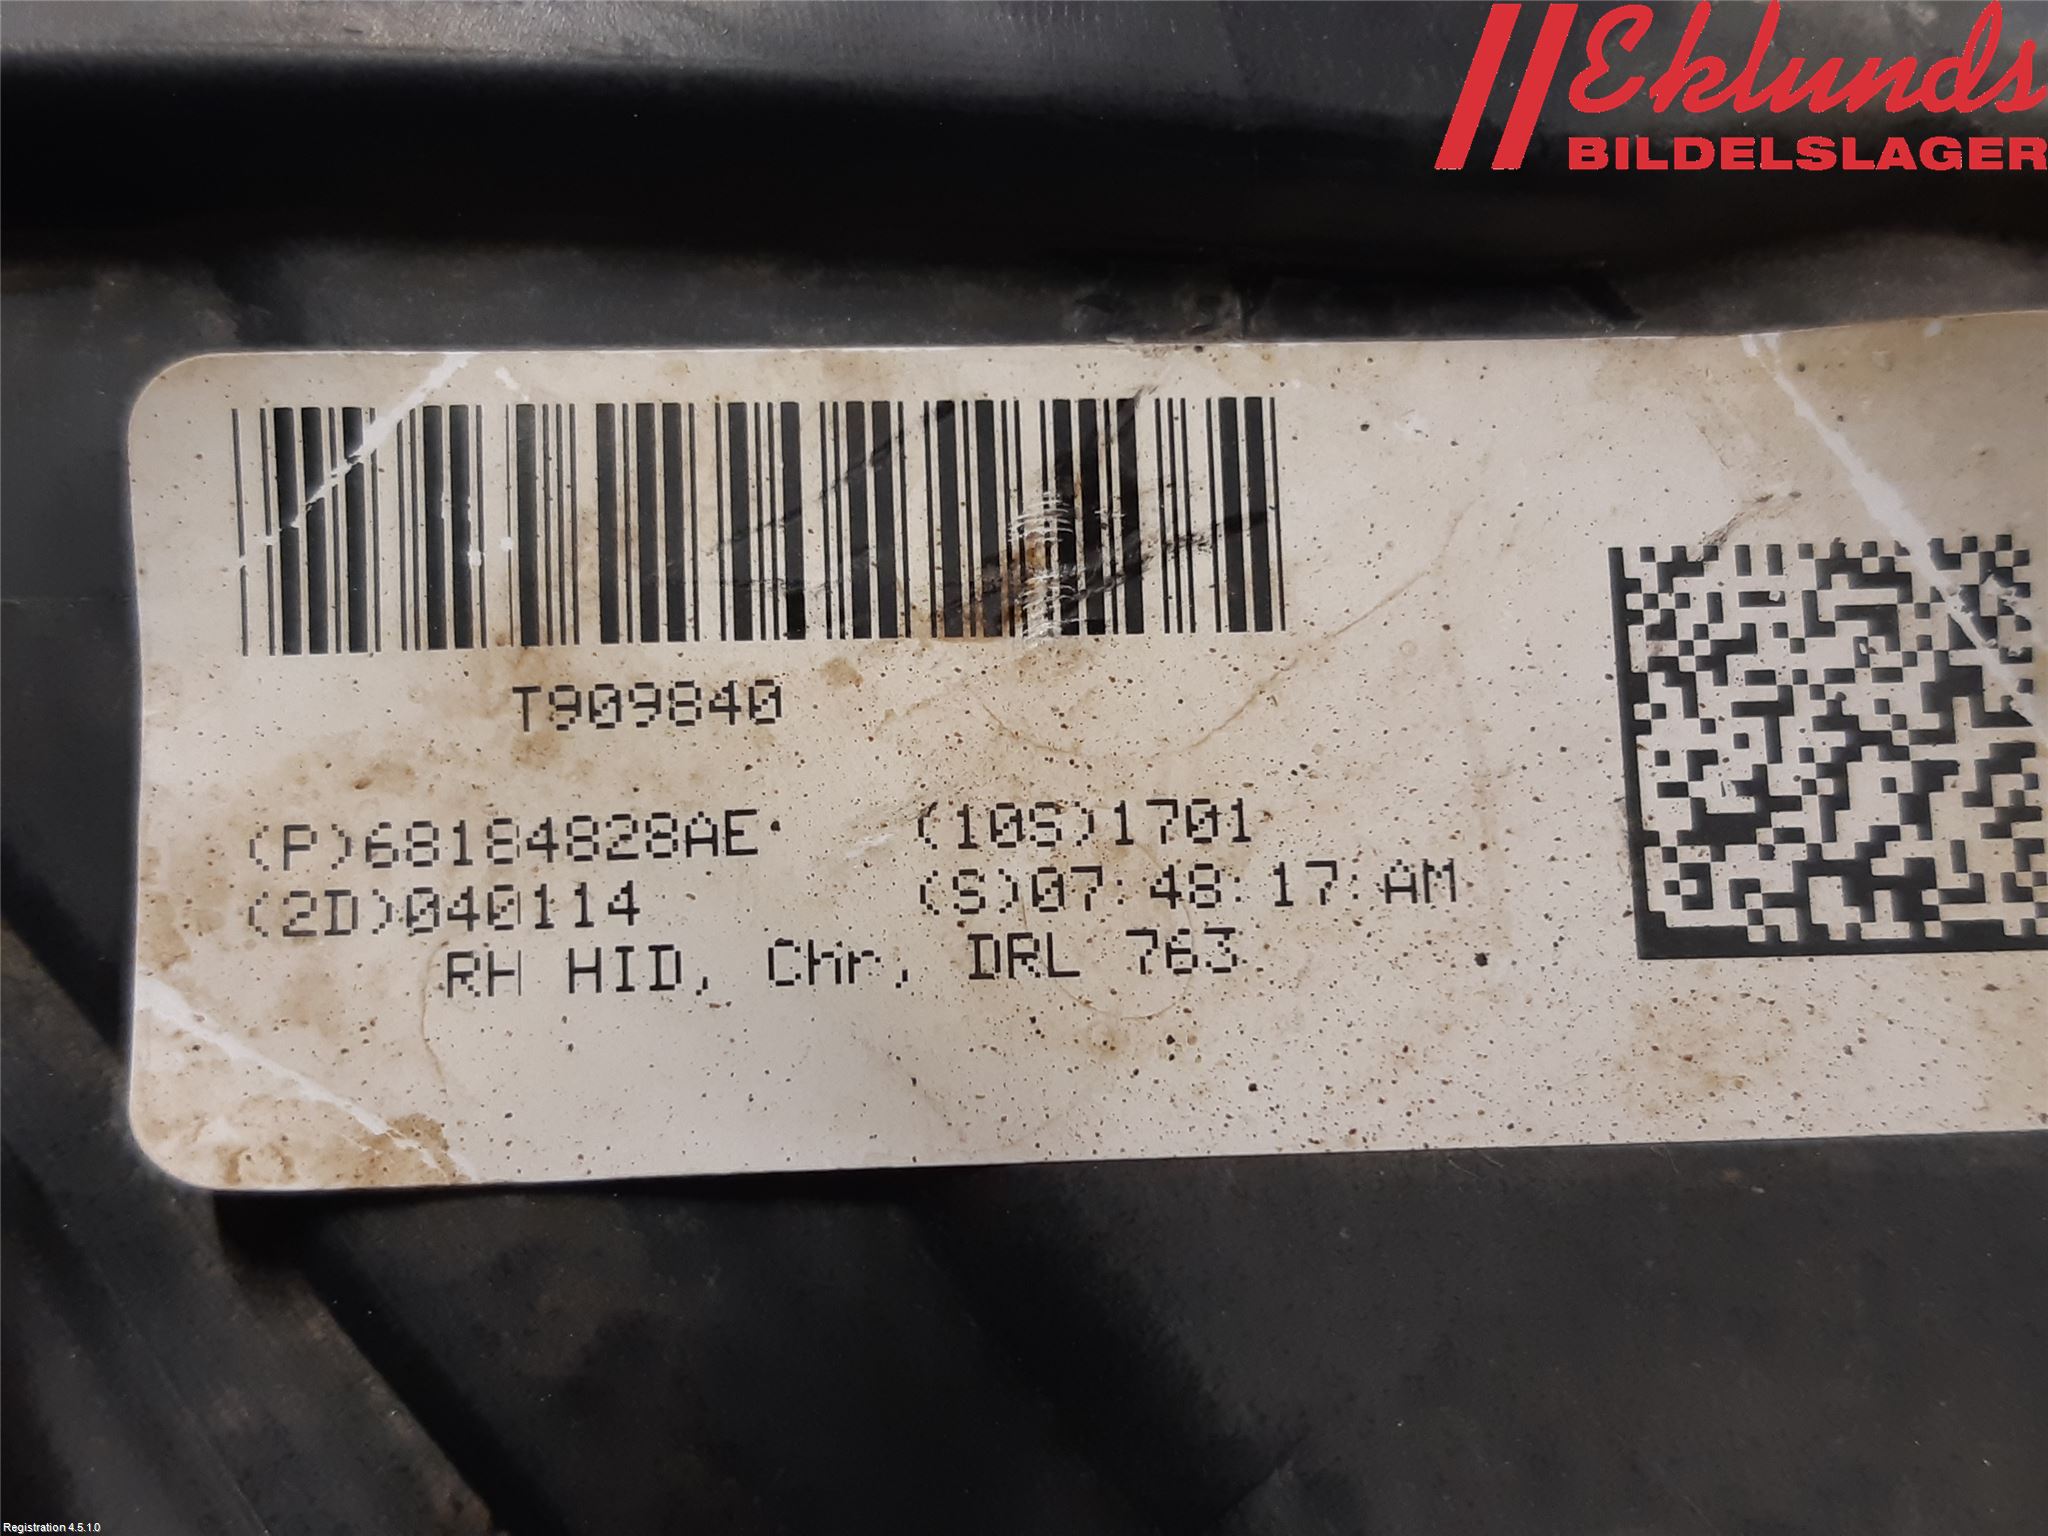 Eklunds
BILDELSLAGER
T909840
(P)68184828AE (10S)1701
(2D)040114 (S)07:48:17:AM
RH HID, Chr, DRL 763
Registration 4.5.1.0